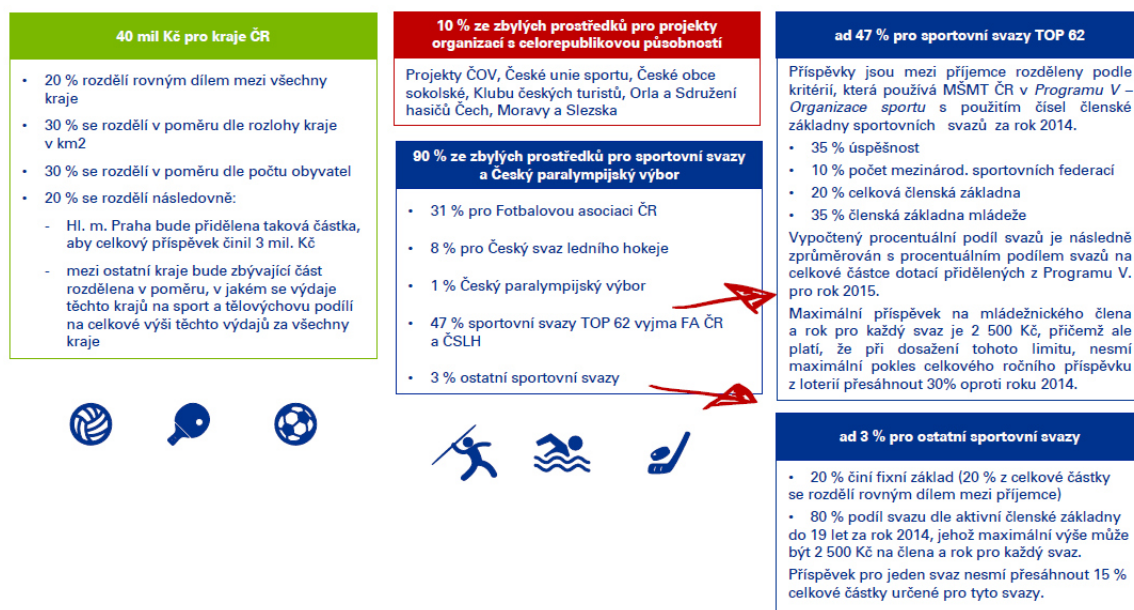 40 mil Kč pro kraje ČR
• 20 % rozdělí rovným dílem mezi všechny
kraje
• 30 % se rozdělí v poměru dle rozlohy kraje
v km2
• 30 % se rozdělí v poměru dle počtu obyvatel
• 20 % se rozdělí následovně:
- Hl. m. Praha bude přidělena taková částka,
aby celkový příspěvek činil 3 mil. Kč
- mezi ostatní kraje bude zbývající část
rozdělena v poměru, v jakém se výdaje
těchto krajů na sport a tělovýchovu podílí
na celkové výši těchto výdajů za všechny
kraje
10 % ze zbylých prostředků pro projekty
organizací s celorepublikovou působností
Projekty ČOV, České unie sportu, České obce
sokolské, Klubu českých turistů, Orla a Sdružení
hasičů Čech, Moravy a Slezska
90 % ze zbylých prostředků pro sportovní svazy
a Český paralympijský výbor
• 31 % pro Fotbalovou asociaci ČR
• 8 % pro Český svaz ledního hokeje
• 1 % Český paralympijský výbor
• 47 % sportovní svazy TOP 62 vyjma FA ČR
a ČSLH
• 3 % ostatní sportovní svazy
ad 47 % pro sportovní svazy TOP 62
Příspěvky jsou mezi příjemce rozděleny podle
kritérií, která používá MŠMT ČR v Programu V –
Organizace sportu s použitím čísel členské
základny sportovních svazů za rok 2014.
• 35 % úspěšnost
• 10 % počet mezinárod. sportovních federací
• 20 % celková členská základna
• 35 % členská základna mládeže
Vypočtený procentuální podíl svazů je následně
zprůměrován s procentuálním podílem svazů na
celkové částce dotací přidělených z Programu V.
pro rok 2015.
Maximální příspěvek na mládežnického člena
a rok pro každý svaz je 2 500 Kč, přičemž ale
platí, že při dosažení tohoto limitu, nesmí
maximální pokles celkového ročního příspěvku
z loterií přesáhnout 30% oproti roku 2014.
ad 3 % pro ostatní sportovní svazy
• 20 % činí fixní základ (20 % z celkové částky
se rozdělí rovným dílem mezi příjemce)
• 80 % podíl svazu dle aktivní členské základny
do 19 let za rok 2014, jehož maximální výše může
být 2 500 Kč na člena a rok pro každý svaz.
Příspěvek pro jeden svaz nesmí přesáhnout 15 %
celkové částky určené pro tyto svazy.